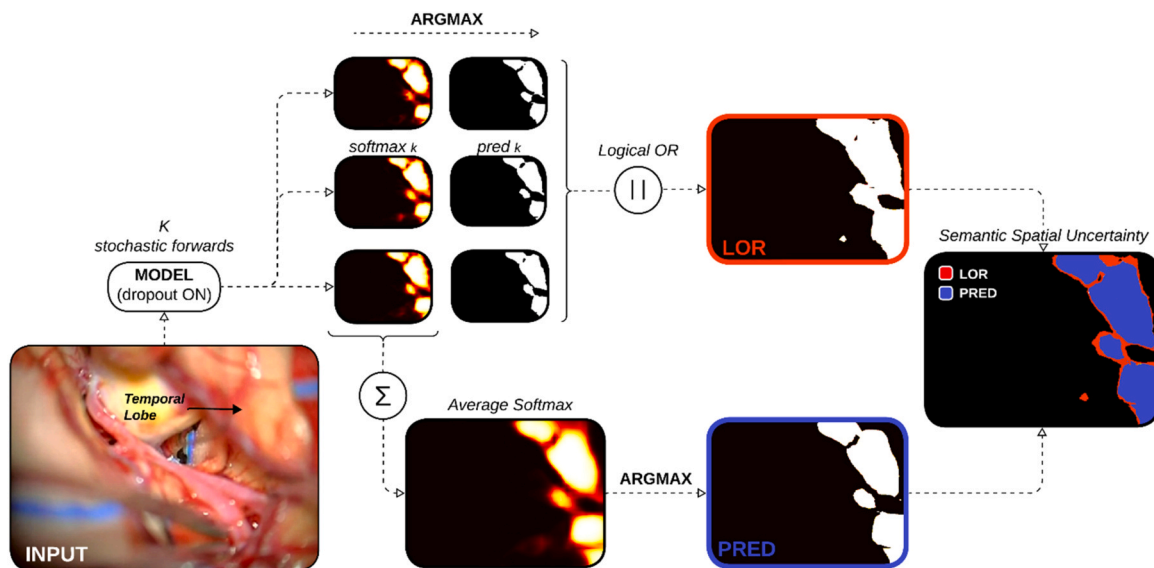 ARGMAX
softmax k
pred k
Logical OR
||
LOR
K
stochastic forwards
MODEL
(dropout ON)
Semantic Spatial Uncertainty
LOR
PRED
Temporal
Lobe
INPUT
Σ
Average Softmax
ARGMAX
PRED